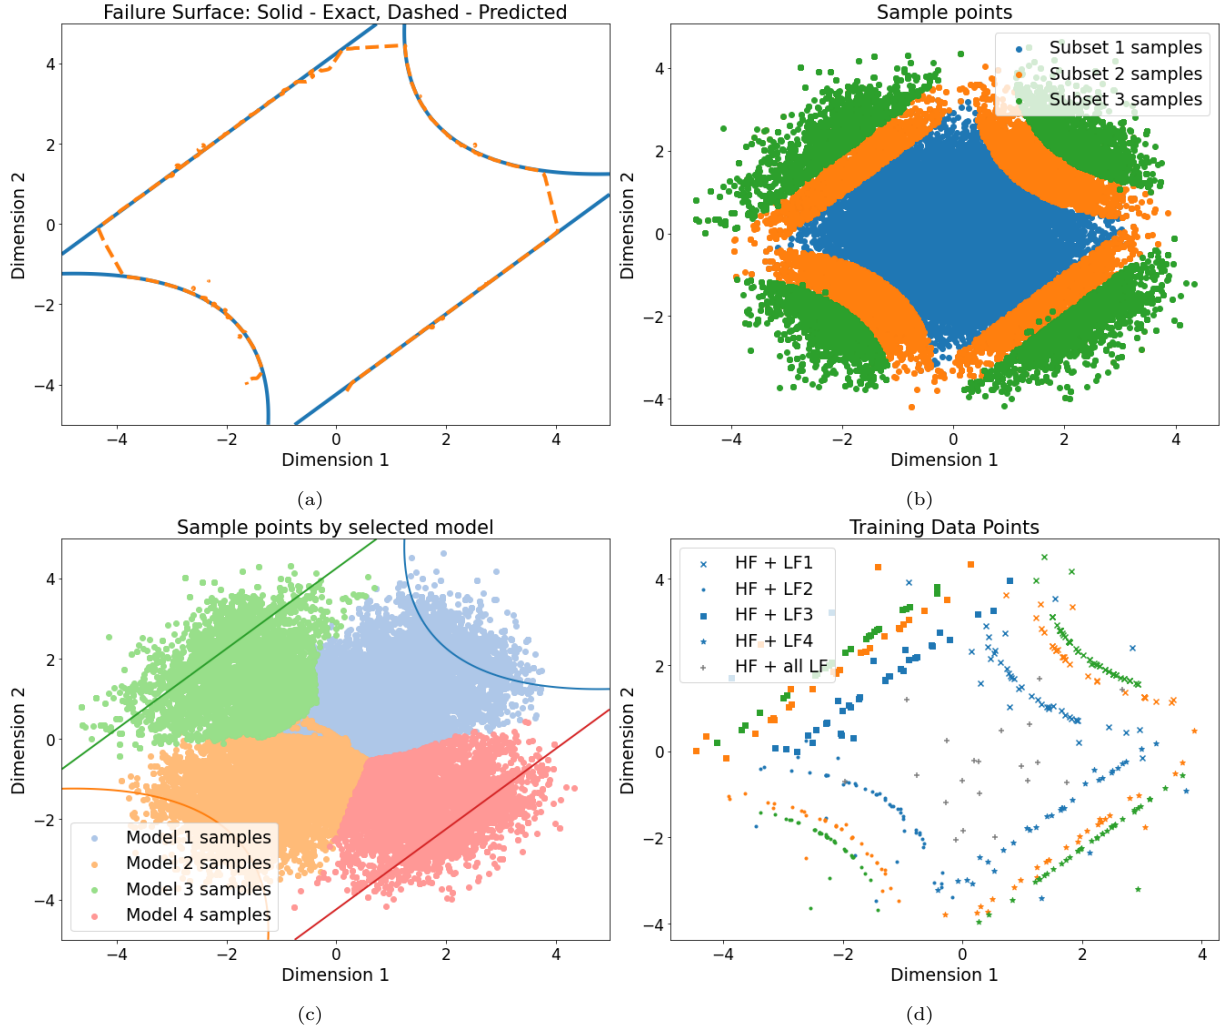 Failure Surface: Solid - Exact, Dashed - Predicted
Dimension 2
4
2
0
−2
−4
−4 −2 0 2 4
Dimension 1
(a)
Sample points
Subset 1 samples
Subset 2 samples
Subset 3 samples
Dimension 2
4
2
0
−2
−4
−4 −2 0 2 4
Dimension 1
(b)
Sample points by selected model
Dimension 2
4
2
0
−2
−4
Model 1 samples
Model 2 samples
Model 3 samples
Model 4 samples
−4 −2 0 2 4
Dimension 1
(c)
Training Data Points
HF + LF1
HF + LF2
HF + LF3
HF + LF4
HF + all LF
Dimension 2
4
2
0
−2
−4
−4 −2 0 2 4
Dimension 1
(d)